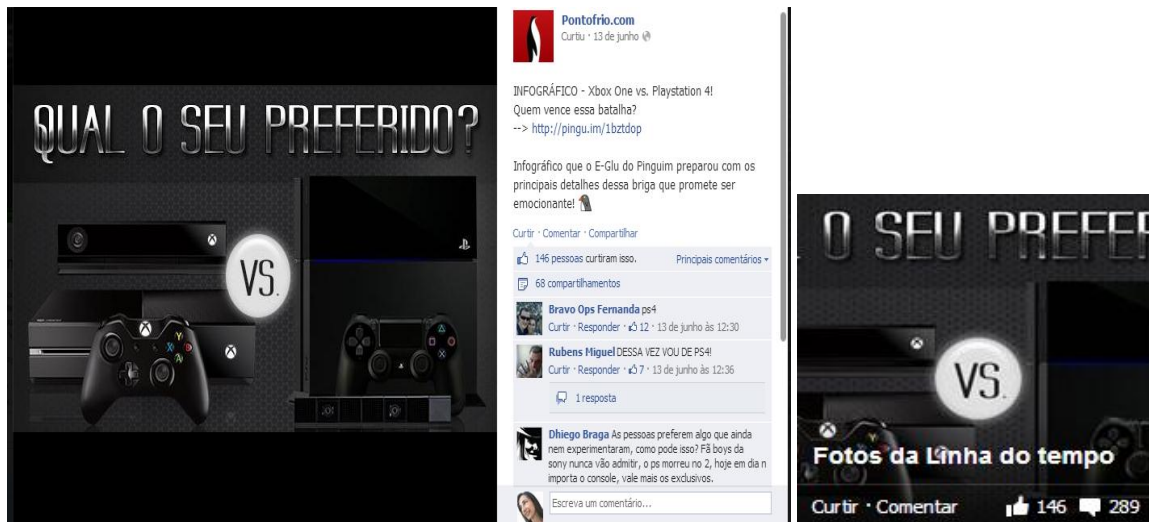 QUAL O SEU PREFERIDO?
VS.
Pontofrio.com
Curtiu · 13 de junho
INFOGRÁFICO - Xbox One vs. Playstation 4!
Quem vence essa batalha?
--> http://pingu.im/1bztdop
Infográfico que o E-Glu do Pinguim preparou com os
principais detalhes dessa briga que promete ser
emocionante!
Curtir · Comentar · Compartilhar
146 pessoas curtiram isso. Principais comentários
68 compartilhamentos
Bravo Ops Fernanda ps4
Curtir · Responder · 12 · 13 de junho às 12:30
Rubens Miguel DESSA VEZ VOU DE PS4!
Curtir · Responder · 7 · 13 de junho às 12:36
1 resposta
Dhiego Braga As pessoas preferem algo que ainda
nem experimentaram, como pode isso? Fã boys da
sony nunca vão admitir, o ps morreu no 2, hoje em dia n
importa o console, vale mais os exclusivos.
Escreva um comentário...
O SEU PREFE
VS.
Fotos da Linha do tempo
Curtir · Comentar 146 289